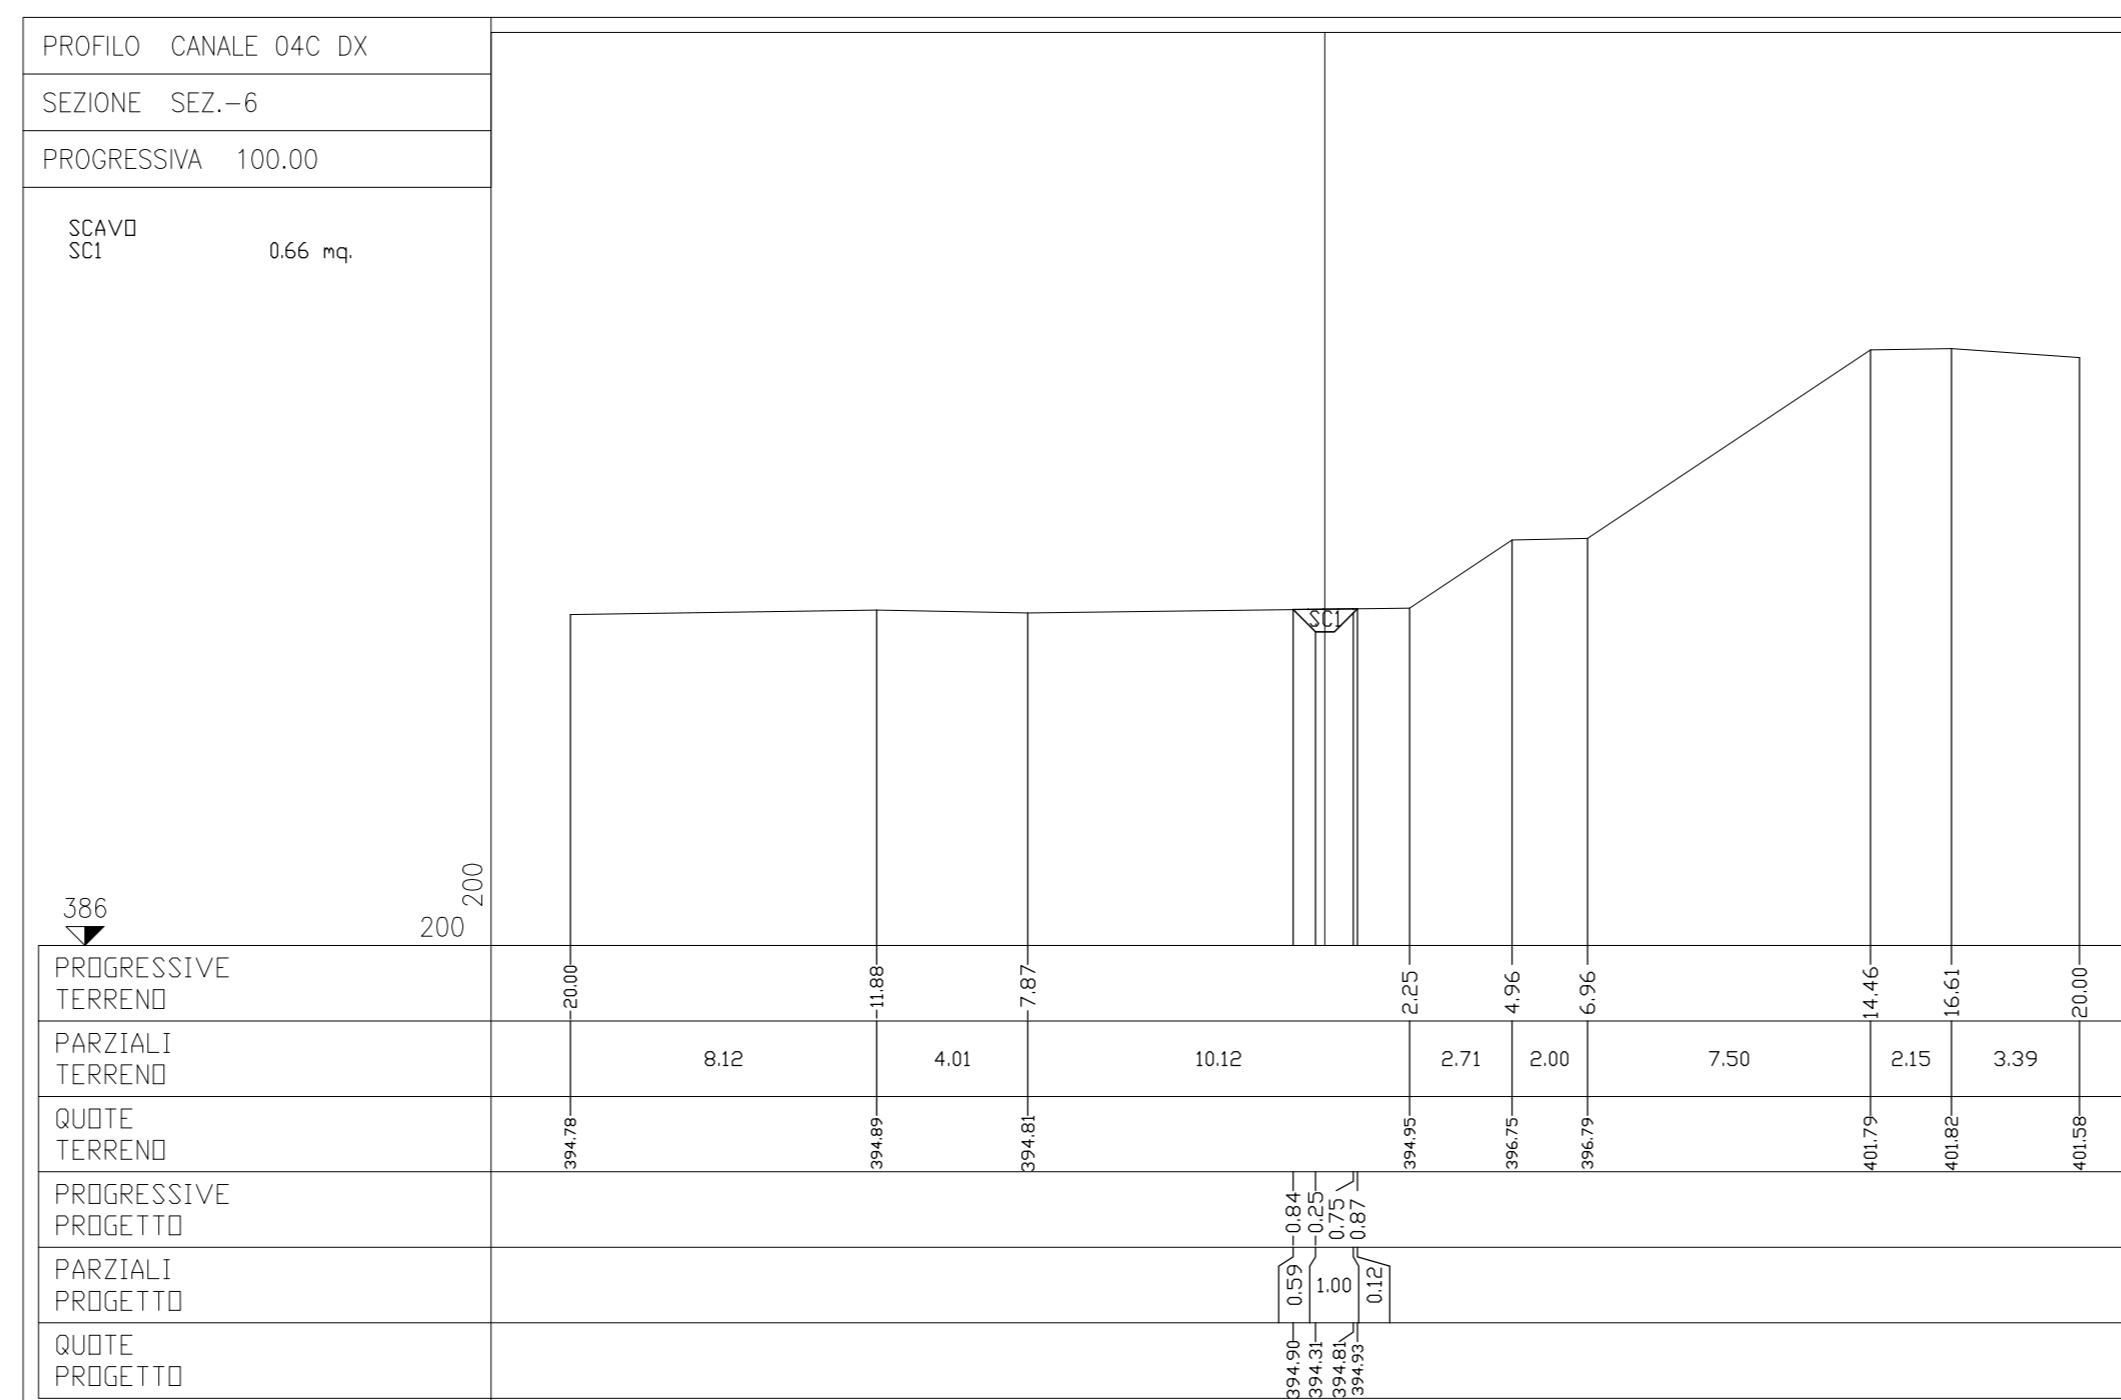 PROFILO CANALE 04C DX
SEZIONE SEZ.-6
PROGRESSIVA 100.00
SCAVO
SC1 0.66 mq.
SC1
200
386
200
PROGRESSIVE
TERRENO
-20.00 -11.88 -7.87 2.25 4.96 6.96 14.46 16.61 20.00
PARZIALI
TERRENO
8.12 4.01 10.12 2.71 2.00 7.50 2.15 3.39
QUOTE
TERRENO
394.78 394.89 394.81 394.95 396.75 396.79 401.79 401.82 401.58
PROGRESSIVE
PROGETTO
-0.84 -0.25 0.75 0.87
PARZIALI
PROGETTO
0.59 1.00 0.12
QUOTE
PROGETTO
394.90 394.31 394.81 394.93